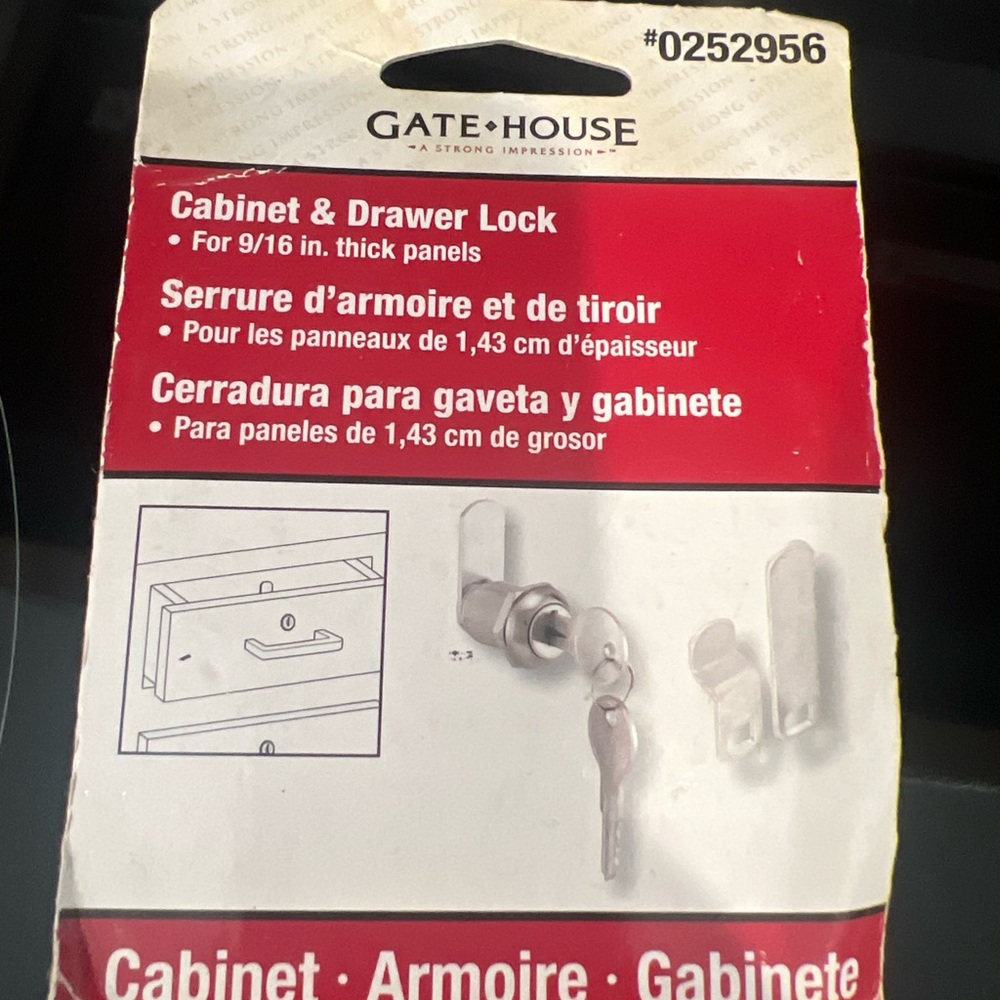 #0252956
GATE•HOUSE
A STRONG IMPRESSION
Cabinet & Drawer Lock
• For 9/16 in. thick panels
Serrure d'armoire et de tiroir
• Pour les panneaux de 1,43 cm d'épaisseur
Cerradura para gaveta y gabinete
• Para paneles de 1,43 cm de grosor
Cabinet · Armoire · Gabinete